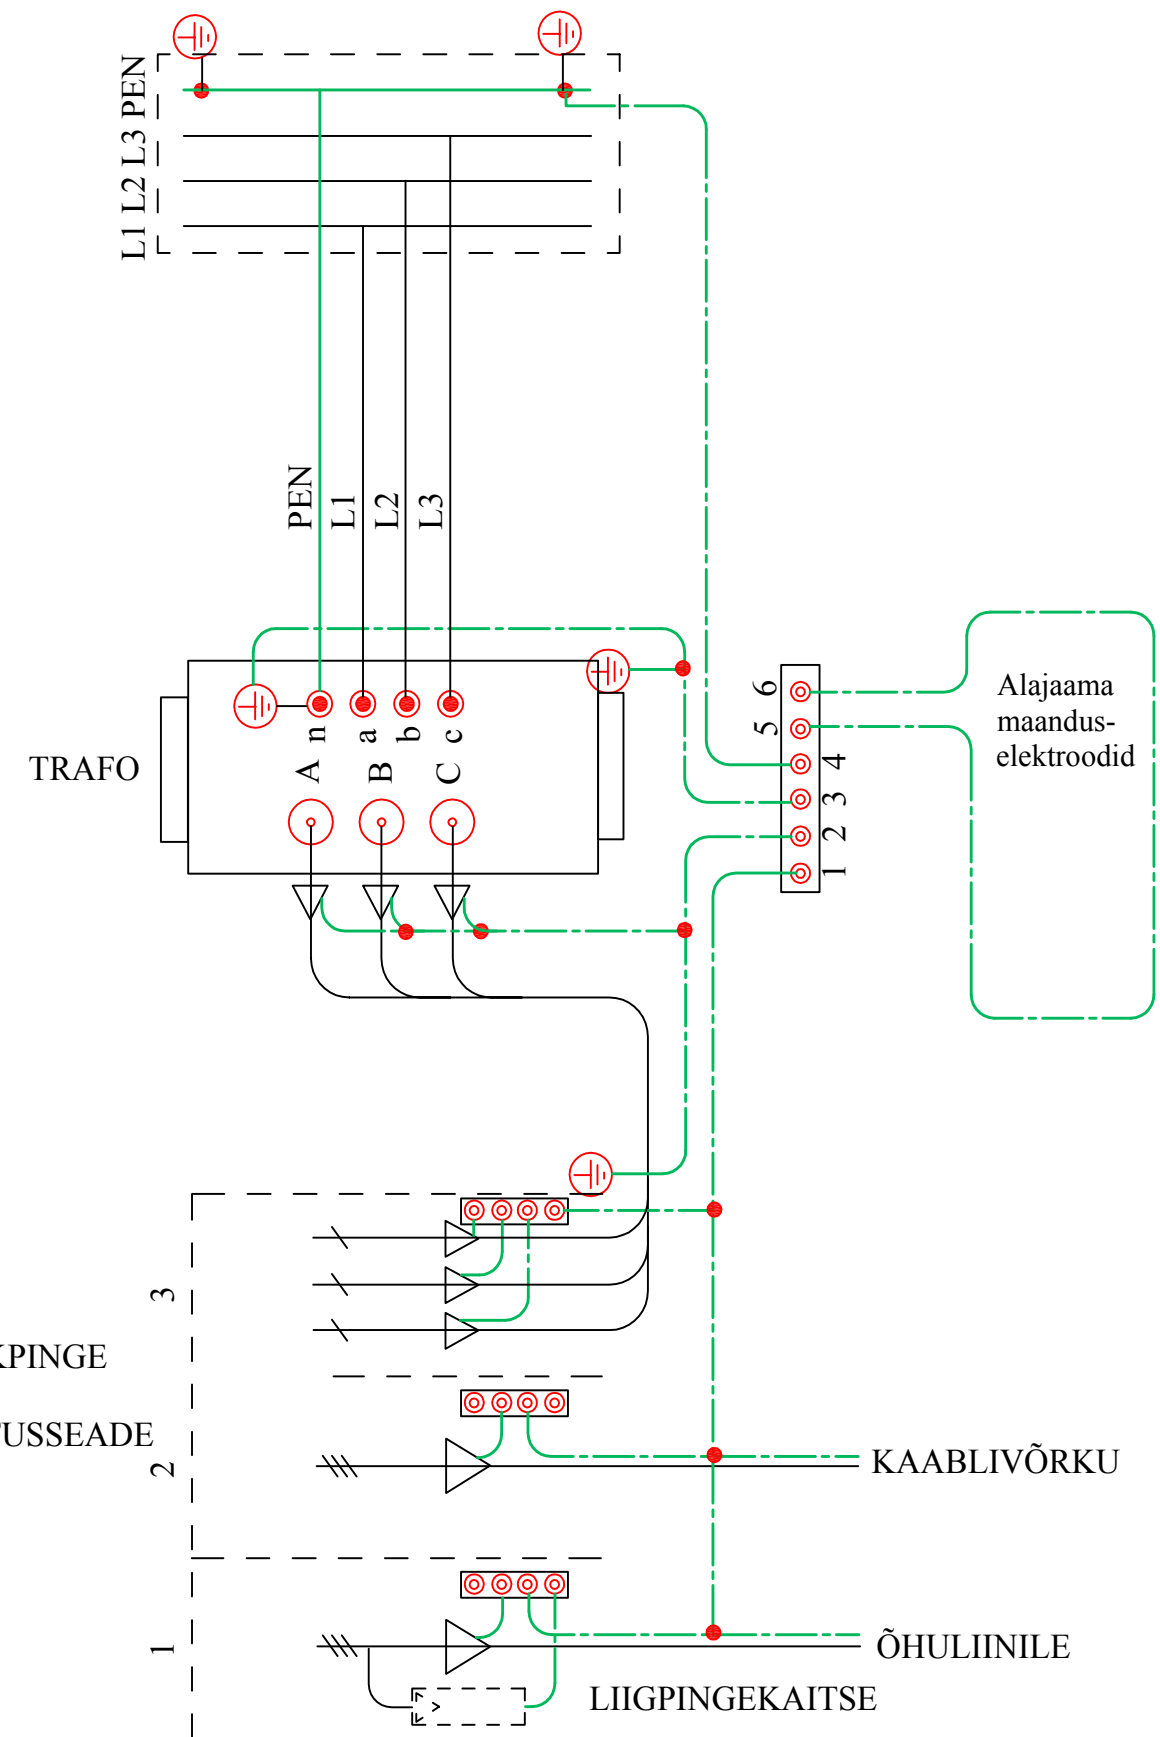 PEN
L3
L2
L1
PEN
L1
L2
L3
TRAFO
n
a
b
c
A
B
C
6
5
4
3
2
1
Alajaama
maandus-
elektroodid
3
KPINGE
TUSSEADE
2
KAABLIVÕRKU
1
ÕHULIINILE
LIIGPINGEKAITSE